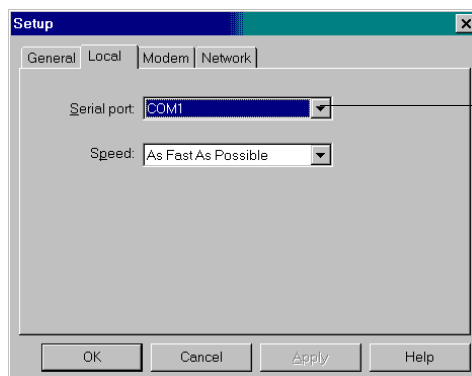 Setup
General Local Modem Network
Serial port: COM1
Speed: As Fast As Possible
OK Cancel Apply Help